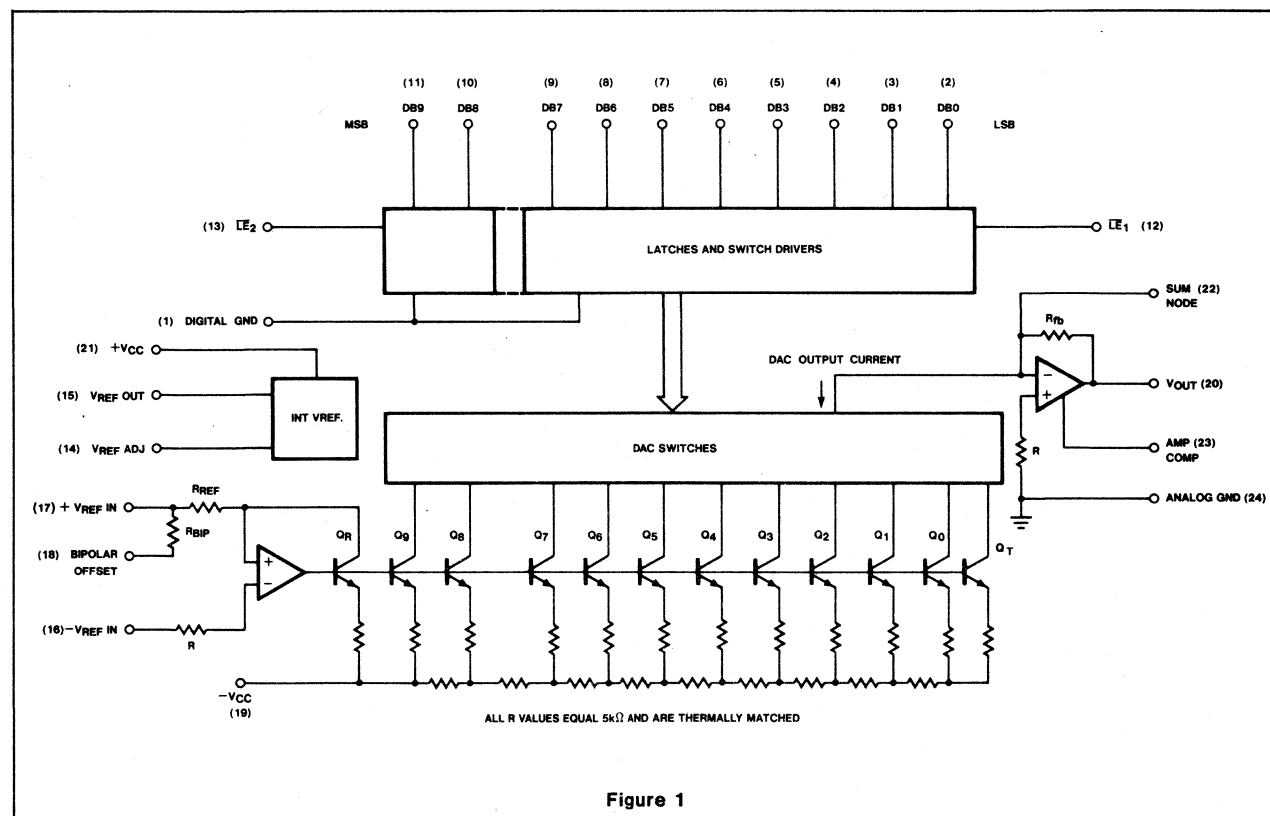 (11) (10) (9) (8) (7) (6) (5) (4) (3) (2)
MSB DB9 DB8 DB7 DB6 DB5 DB4 DB3 DB2 DB1 DB0 LSB
(13) LE2
LATCHES AND SWITCH DRIVERS
LE1 (12)
(1) DIGITAL GND
SUM (22)
NODE
Rfb
(21) +VCC
DAC OUTPUT CURRENT
−
+
VOUT (20)
(15) VREF OUT
INT VREF.
(14) VREF ADJ
DAC SWITCHES
R
AMP (23)
COMP
ANALOG GND (24)
(17) + VREF IN
RREF
RBIP
(18) BIPOLAR
OFFSET
QR Q9 Q8 Q7 Q6 Q5 Q4 Q3 Q2 Q1 Q0 QT
+
−
(16)−VREF IN
R
−VCC
(19)
ALL R VALUES EQUAL 5kΩ AND ARE THERMALLY MATCHED
Figure 1